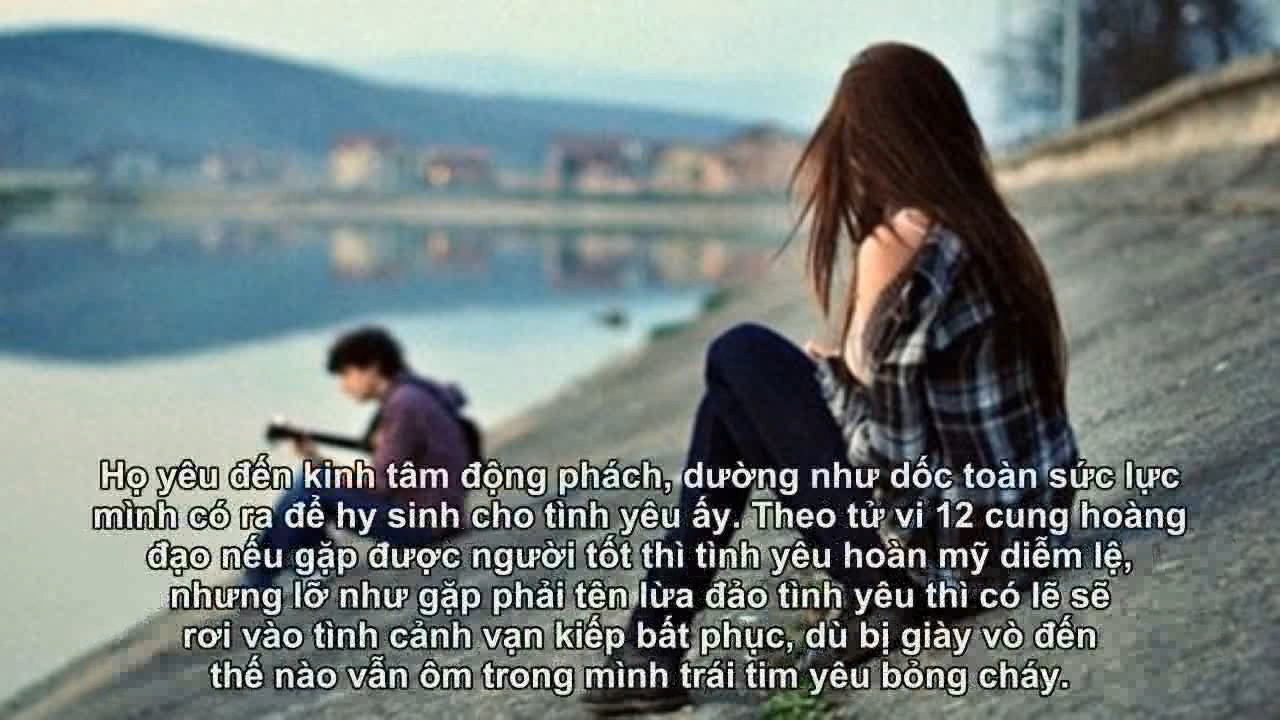 Họ yêu đến kinh tâm động phách, dường như dốc toàn sức lực
mình có ra để hy sinh cho tình yêu ấy. Theo tử vi 12 cung hoàng
đạo nếu gặp được người tốt thì tình yêu hoàn mỹ diễm lệ,
nhưng lỡ như gặp phải tên lừa đảo tình yêu thì có lẽ sẽ
rơi vào tình cảnh vạn kiếp bất phục, dù bị giày vò đến
thế nào vẫn ôm trong mình trái tim yêu bỏng cháy.